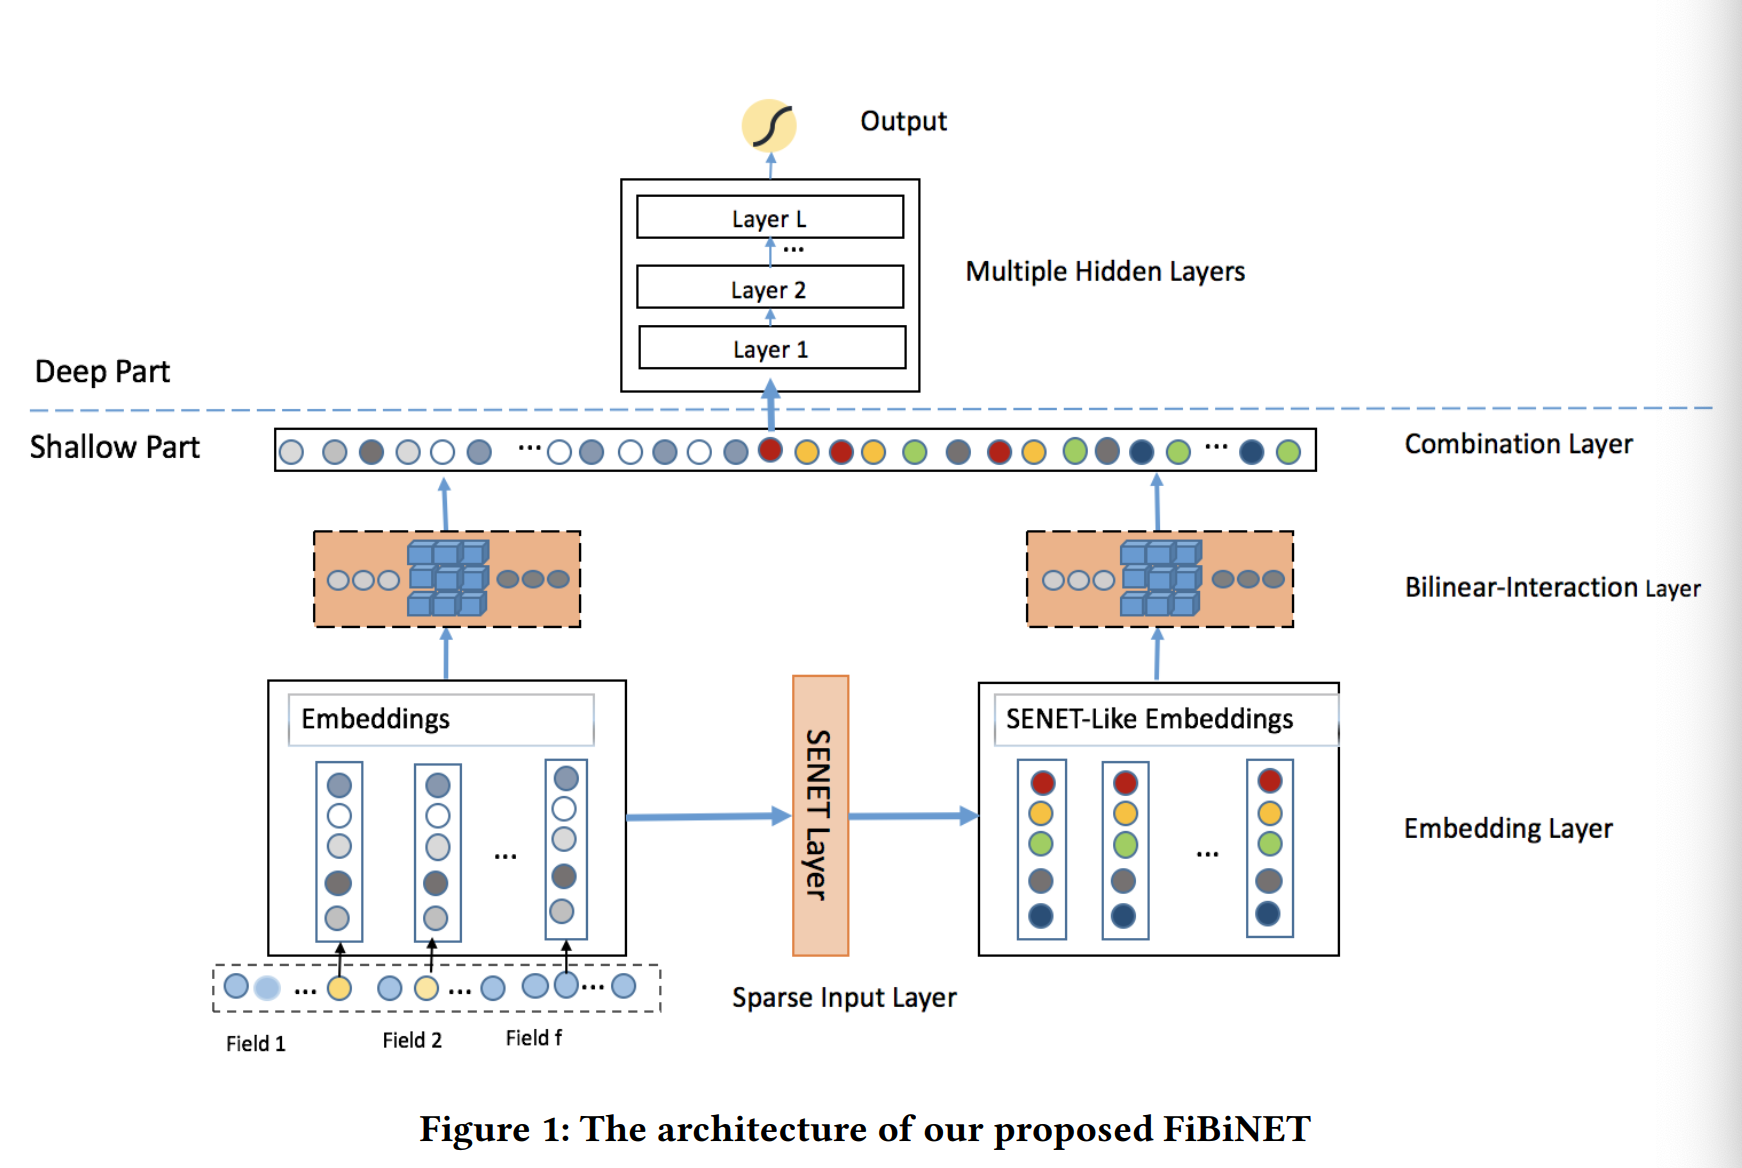 Output
Layer L
...
Layer 2
Multiple Hidden Layers
Layer 1
Deep Part
Shallow Part
...
...
Combination Layer
Bilinear-Interaction Layer
Embeddings
SENET Layer
SENET-Like Embeddings
...
...
Embedding Layer
... ... ...
Sparse Input Layer
Field 1
Field 2
Field f
Figure 1: The architecture of our proposed FiBiNET